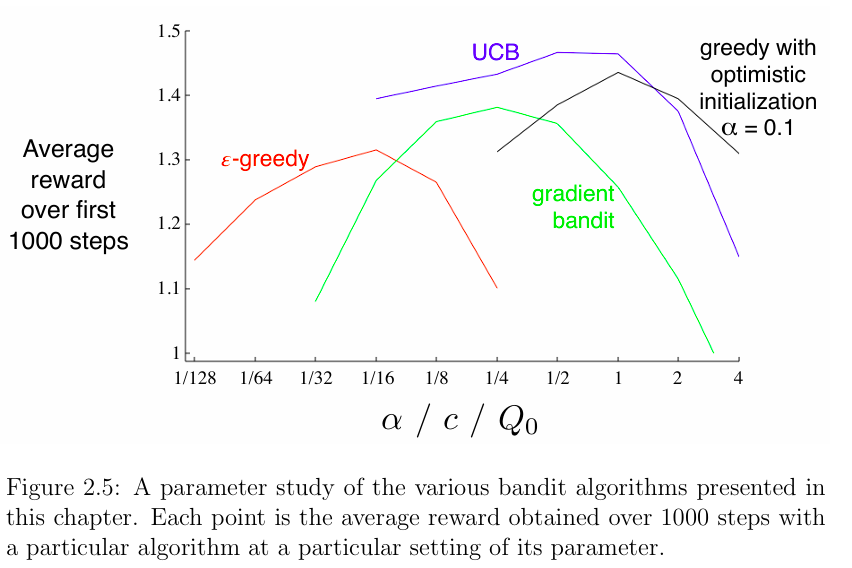 1.5
1.4
1.3
1.2
1.1
1
Average
reward
over first
1000 steps
ε-greedy
UCB
gradient
bandit
greedy with
optimistic
initialization
α = 0.1
1/128 1/64 1/32 1/16 1/8 1/4 1/2 1 2 4
α / c / Q₀
Figure 2.5: A parameter study of the various bandit algorithms presented in
this chapter. Each point is the average reward obtained over 1000 steps with
a particular algorithm at a particular setting of its parameter.